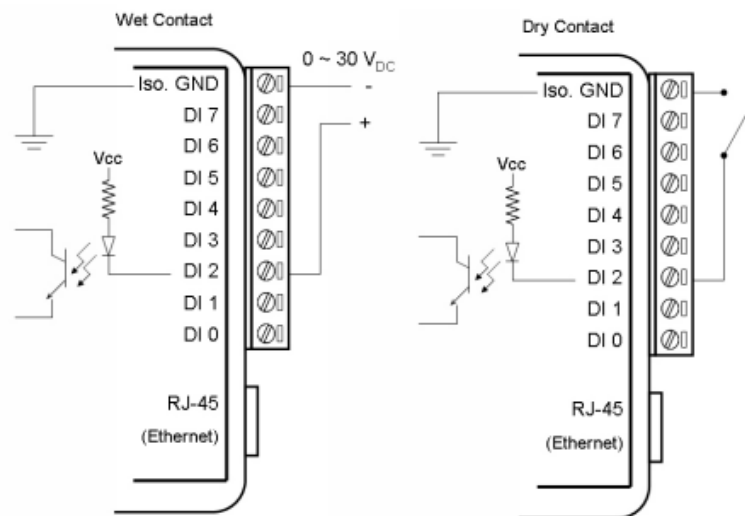 Wet Contact
0 ~ 30 VDC
Iso. GND
-
DI 7
+
DI 6
Vcc
DI 5
DI 4
DI 3
DI 2
DI 1
DI 0
RJ-45
(Ethernet)
Dry Contact
Iso. GND
DI 7
DI 6
Vcc
DI 5
DI 4
DI 3
DI 2
DI 1
DI 0
RJ-45
(Ethernet)